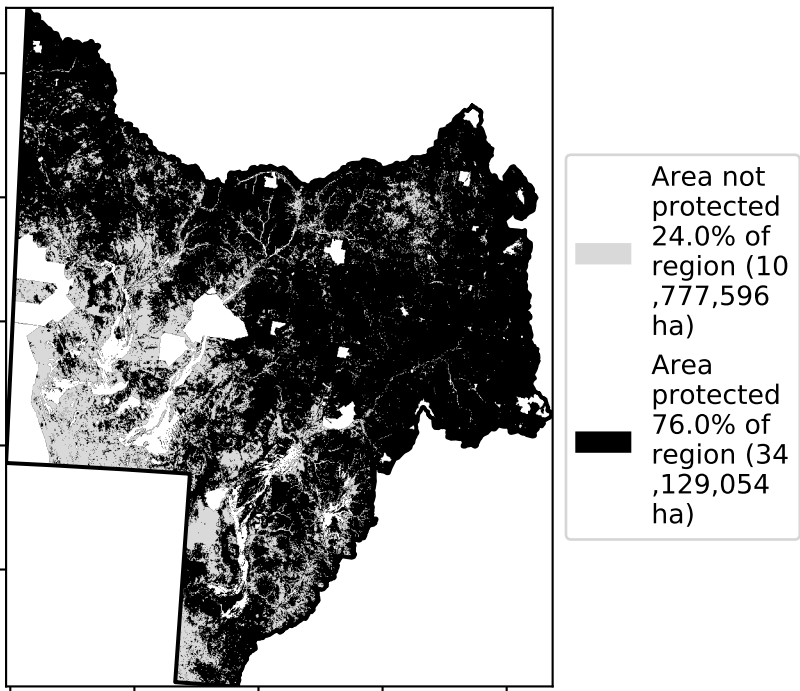 Area not
protected
24.0% of
region (10
,777,596
ha)
Area
protected
76.0% of
region (34
,129,054
ha)